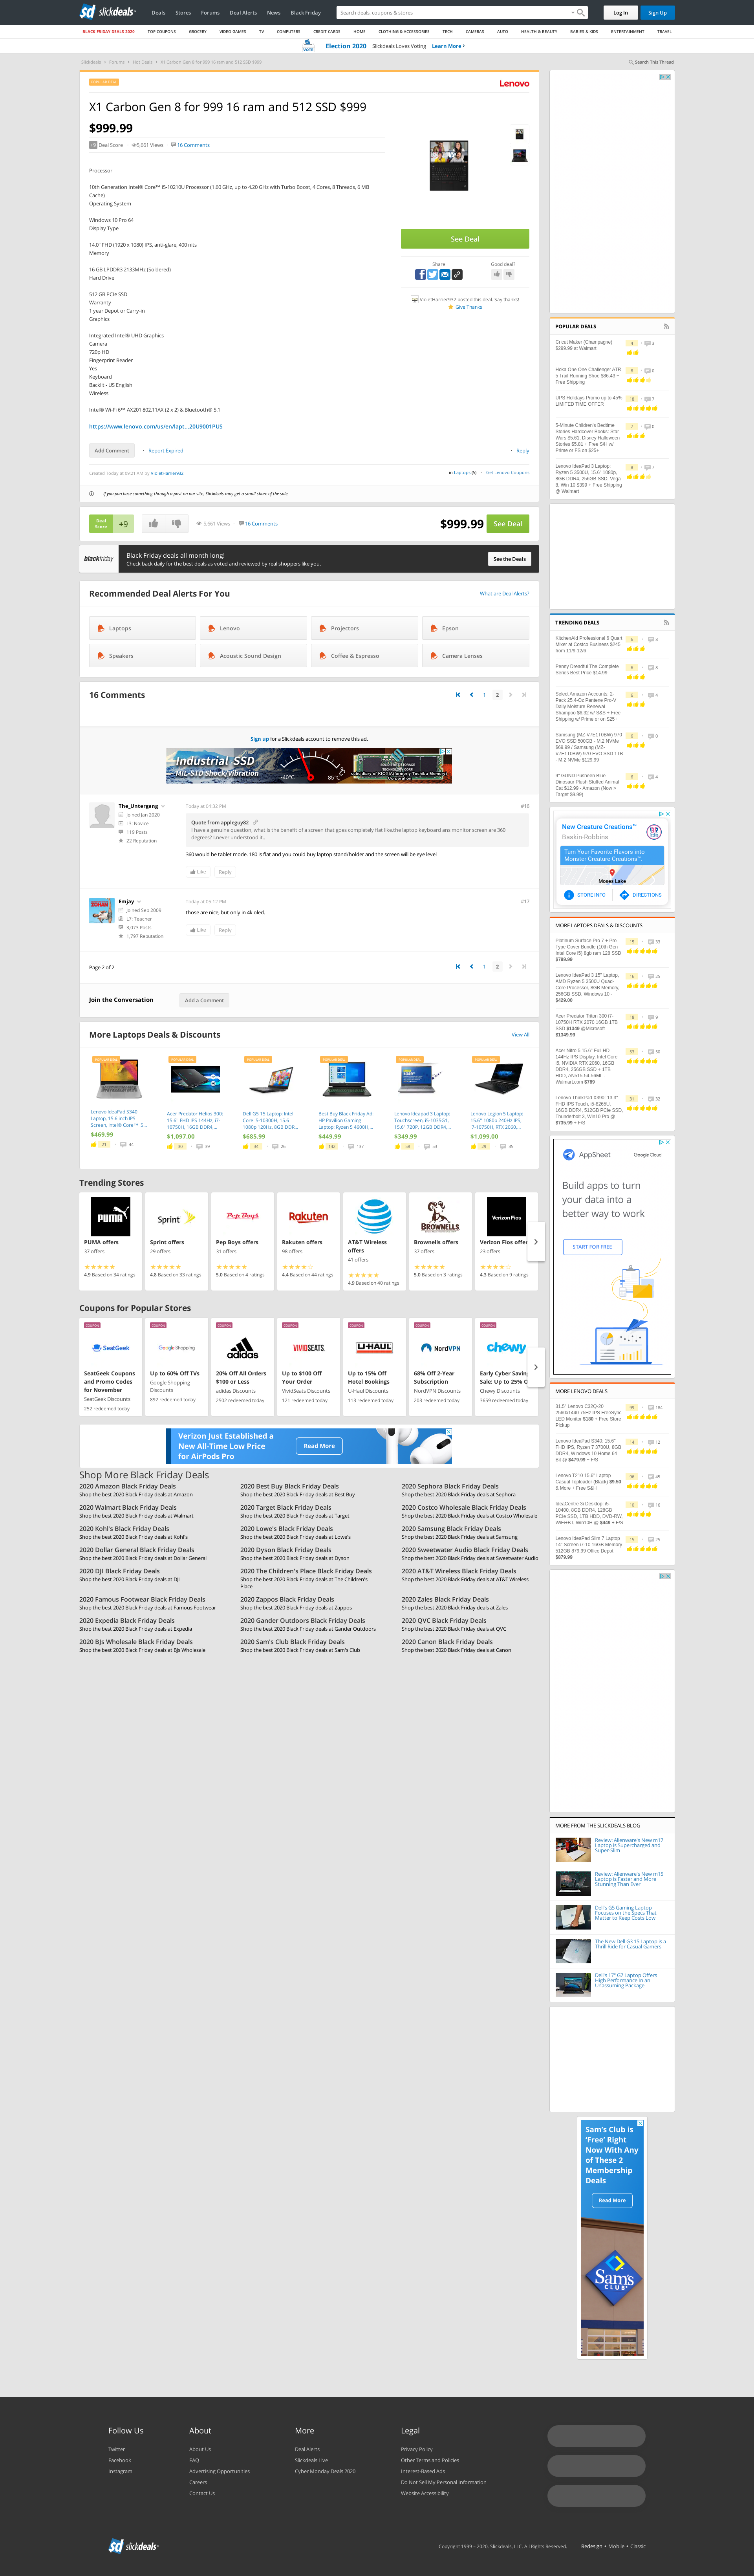 slickdeals
Deals Stores Forums Deal Alerts News Black Friday
Search deals, coupons & stores
Log In
Sign Up
BLACK FRIDAY DEALS 2020 TOP COUPONS GROCERY VIDEO GAMES TV COMPUTERS CREDIT CARDS HOME CLOTHING & ACCESSORIES TECH CAMERAS AUTO HEALTH & BEAUTY BABIES & KIDS ENTERTAINMENT TRAVEL
VOTE Election 2020 Slickdeals Loves Voting Learn More
Slickdeals > Forums > Hot Deals > X1 Carbon Gen 8 for 999 16 ram and 512 SSD $999
Search This Thread
Lenovo
X1 Carbon Gen 8 for 999 16 ram and 512 SSD $999
$999.99
+9 Deal Score 5,661 Views 16 Comments
Processor
10th Generation Intel® Core™ i5-10210U Processor (1.60 GHz, up to 4.20 GHz with Turbo Boost, 4 Cores, 8 Threads, 6 MB
Cache)
Operating System
Windows 10 Pro 64
Display Type
14.0" FHD (1920 x 1080) IPS, anti-glare, 400 nits
Memory
16 GB LPDDR3 2133MHz (Soldered)
Hard Drive
512 GB PCIe SSD
Warranty
1 year Depot or Carry-in
Graphics
Integrated Intel® UHD Graphics
Camera
720p HD
Fingerprint Reader
Yes
Keyboard
Backlit - US English
Wireless
Intel® Wi-Fi 6™ AX201 802.11AX (2 x 2) & Bluetooth® 5.1
https://www.lenovo.com/us/en/lapt...20U9001PUS
Add Comment Report Expired Reply
Created Today at 09:21 AM by VioletHarrier932
in Laptops (5) Get Lenovo Coupons
If you purchase something through a post on our site, Slickdeals may get a small share of the sale.
See Deal
Share Good deal?
VioletHarrier932 posted this deal. Say thanks!
Give Thanks
Deal Score +9
5,661 Views 16 Comments
$999.99 See Deal
blackfriday
Black Friday deals all month long!
Check back daily for the best deals as voted and reviewed by real shoppers like you.
See the Deals
Recommended Deal Alerts For You
What are Deal Alerts?
Laptops Lenovo Projectors Epson
Speakers Acoustic Sound Design Coffee & Espresso Camera Lenses
16 Comments
1 2
Sign up for a Slickdeals account to remove this ad.
Industrial SSD
MIL-STD Shock/Vibration
-40°C 85°C
The_Untergang
Joined Jan 2020
L3: Novice
119 Posts
22 Reputation
Today at 04:32 PM
#16
Quote from appleguy82
I have a genuine question, what is the benefit of a screen that goes completely flat like the laptop keyboard and monitor screen are 360
degrees? I never understood it..
360 would be tablet mode. 180 is flat and you could buy laptop stand/holder and the screen will be eye level
Like Reply
Emjay
Joined Sep 2009
L7: Teacher
3,073 Posts
1,797 Reputation
Today at 05:12 PM
#17
those are nice, but only in 4k oled.
Like Reply
Page 2 of 2
1 2
Join the Conversation
Add a Comment
More Laptops Deals & Discounts
View All
Lenovo IdeaPad S340
Laptop, 15.6 inch IPS
Screen, Intel® Core™ i5...
$469.99
21 44
Acer Predator Helios 300:
15.6'' FHD IPS 144Hz, i7-
10750H, 16GB DDR4,...
$1,097.00
30 39
Dell G5 15 Laptop: Intel
Core i5-10300H, 15.6
1080p 120Hz, 8GB DDR...
$685.99
34 26
Best Buy Black Friday Ad:
HP Pavilion Gaming
Laptop: Ryzen 5 4600H,...
$449.99
142 137
Lenovo Ideapad 3 Laptop:
Touchscreen, i5-1035G1,
15.6" 720P, 12GB DDR4,...
$349.99
58 53
Lenovo Legion 5 Laptop:
15.6'' 1080p 240Hz IPS,
i7-10750H, RTX 2060,...
$1,099.00
24 35
Trending Stores
PUMA offers
37 offers
4.9 Based on 34 ratings
Sprint offers
29 offers
4.8 Based on 33 ratings
Pep Boys offers
31 offers
5.0 Based on 4 ratings
Rakuten offers
98 offers
4.4 Based on 44 ratings
AT&T Wireless
offers
41 offers
4.9 Based on 40 ratings
Brownells offers
37 offers
5.0 Based on 3 ratings
Verizon Fios offers
23 offers
4.3 Based on 9 ratings
Coupons for Popular Stores
SeatGeek Coupons
and Promo Codes
for November
SeatGeek Discounts
252 redeemed today
Up to 60% Off TVs
Google Shopping
Discounts
892 redeemed today
20% Off All Orders
$100 or Less
adidas Discounts
2502 redeemed today
Up to $100 Off
Your Order
VividSeats Discounts
121 redeemed today
Up to 15% Off
Hotel Bookings
U-Haul Discounts
113 redeemed today
68% Off 2-Year
Subscription
NordVPN Discounts
203 redeemed today
Early Cyber Saving
Sale: Up to 25% O
Chewy Discounts
3659 redeemed today
Verizon Just Established a
New All-Time Low Price
for AirPods Pro
Read More
Shop More Black Friday Deals
2020 Amazon Black Friday Deals
Shop the best 2020 Black Friday deals at Amazon
2020 Best Buy Black Friday Deals
Shop the best 2020 Black Friday deals at Best Buy
2020 Sephora Black Friday Deals
Shop the best 2020 Black Friday deals at Sephora
2020 Walmart Black Friday Deals
Shop the best 2020 Black Friday deals at Walmart
2020 Target Black Friday Deals
Shop the best 2020 Black Friday deals at Target
2020 Costco Wholesale Black Friday Deals
Shop the best 2020 Black Friday deals at Costco Wholesale
2020 Kohl's Black Friday Deals
Shop the best 2020 Black Friday deals at Kohl's
2020 Lowe's Black Friday Deals
Shop the best 2020 Black Friday deals at Lowe's
2020 Samsung Black Friday Deals
Shop the best 2020 Black Friday deals at Samsung
2020 Dollar General Black Friday Deals
Shop the best 2020 Black Friday deals at Dollar General
2020 Dyson Black Friday Deals
Shop the best 2020 Black Friday deals at Dyson
2020 Sweetwater Audio Black Friday Deals
Shop the best 2020 Black Friday deals at Sweetwater Audio
2020 DJI Black Friday Deals
Shop the best 2020 Black Friday deals at DJI
2020 The Children's Place Black Friday Deals
Shop the best 2020 Black Friday deals at The Children's
Place
2020 AT&T Wireless Black Friday Deals
Shop the best 2020 Black Friday deals at AT&T Wireless
2020 Famous Footwear Black Friday Deals
Shop the best 2020 Black Friday deals at Famous Footwear
2020 Zappos Black Friday Deals
Shop the best 2020 Black Friday deals at Zappos
2020 Zales Black Friday Deals
Shop the best 2020 Black Friday deals at Zales
2020 Expedia Black Friday Deals
Shop the best 2020 Black Friday deals at Expedia
2020 Gander Outdoors Black Friday Deals
Shop the best 2020 Black Friday deals at Gander Outdoors
2020 QVC Black Friday Deals
Shop the best 2020 Black Friday deals at QVC
2020 BJs Wholesale Black Friday Deals
Shop the best 2020 Black Friday deals at BJs Wholesale
2020 Sam's Club Black Friday Deals
Shop the best 2020 Black Friday deals at Sam's Club
2020 Canon Black Friday Deals
Shop the best 2020 Black Friday deals at Canon
POPULAR DEALS
Cricut Maker (Champagne)
$299.99 at Walmart
Hoka One One Challenger ATR
5 Trail Running Shoe $86.43 +
Free Shipping
UPS Holidays Promo up to 45%
LIMITED TIME OFFER
5-Minute Children's Bedtime
Stories Hardcover Books: Star
Wars $5.61, Disney Halloween
Stories $5.61 + Free S/H w/
Prime or FS on $25+
Lenovo IdeaPad 3 Laptop:
Ryzen 5 3500U, 15.6" 1080p,
8GB DDR4, 256GB SSD, Vega
8, Win 10 $399 + Free Shipping
@ Walmart
TRENDING DEALS
KitchenAid Professional 6 Quart
Mixer at Costco Business $245
from 11/9-12/6
Penny Dreadful The Complete
Series Best Price $14.99
Select Amazon Accounts: 2-
Pack 25.4-Oz Pantene Pro-V
Daily Moisture Renewal
Shampoo $6.32 w/ S&S + Free
Shipping w/ Prime or on $25+
Samsung (MZ-V7E1T0BW) 970
EVO SSD 500GB - M.2 NVMe
$69.99 / Samsung (MZ-
V7E1T0BW) 970 EVO SSD 1TB
- M.2 NVMe $129.99
9" GUND Pusheen Blue
Dinosaur Plush Stuffed Animal
Cat $12.99 - Amazon (Now =
Target $9.99)
New Creature Creations™
Baskin-Robbins
Turn Your Favorite Flavors into
Monster Creature Creations™.
Moses Lake
STORE INFO DIRECTIONS
MORE LAPTOPS DEALS & DISCOUNTS
Platinum Surface Pro 7 + Pro
Type Cover Bundle (10th Gen
Intel Core i5) 8gb ram 128 SSD
$799.99
Lenovo IdeaPad 3 15" Laptop,
AMD Ryzen 5 3500U Quad-
Core Processor, 8GB Memory,
256GB SSD, Windows 10 -
$429.00
Acer Predator Triton 300 i7-
10750H RTX 2070 16GB 1TB
SSD $1348 @Microsoft
$1349.99
Acer Nitro 5 15.6" Full HD
144Hz IPS Display, Intel Core
i5, NVIDIA RTX 2060, 16GB
DDR4, 256GB SSD + 1TB
HDD, AN515-54-56ML -
Walmart.com $786
Lenovo ThinkPad X390: 13.3"
FHD IPS Touch, i5-8265U,
16GB DDR4, 512GB PCIe SSD,
Thunderbolt 3, Win10 Pro @
$735.99 + F/S
AppSheet Google Cloud
Build apps to turn
your data into a
better way to work
START FOR FREE
MORE LENOVO DEALS
31.5" Lenovo C32Q-20
2560x1440 75Hz IPS FreeSync
LED Monitor $180 + Free Store
Pickup
Lenovo IdeaPad S340: 15.6''
FHD IPS, Ryzen 7 3700U, 8GB
DDR4, Windows 10 Home 64
Bit @ $479.99 + F/S
Lenovo T210 15.6" Laptop
Casual Toploader (Black) $8.50
& More + Free S&H
IdeaCentre 3i Desktop: i5-
10400, 8GB DDR4, 128GB
PCIe SSD, 1TB HDD, DVD-RW,
WiFi+BT, Win10H @ $449 + F/S
Lenovo IdeaPad Slim 7 Laptop
14" Screen i7-10 16GB Memory
512GB 879.99 Office Depot
$879.99
MORE FROM THE SLICKDEALS BLOG
Review: Alienware's New m17
Laptop is Supercharged and
Super-Slim
Review: Alienware's New m15
Laptop is Faster and More
Stunning Than Ever
Dell's G5 Gaming Laptop
Focuses on the Specs That
Matter to Keep Costs Low
The New Dell G3 15 Laptop is a
Thrill Ride for Casual Gamers
Dell's 17" G7 Laptop Offers
High Performance in an
Unassuming Package
Sam's Club is
'Free' Right
Now With Any
of These 2
Membership
Deals
Read More
Sam's CLUB
Follow Us
Twitter
Facebook
Instagram
About
About Us
FAQ
Advertising Opportunities
Careers
Contact Us
More
Deal Alerts
Slickdeals Live
Cyber Monday Deals 2020
Legal
Privacy Policy
Other Terms and Policies
Interest-Based Ads
Do Not Sell My Personal Information
Website Accessibility
slickdeals
Copyright 1999 - 2020. Slickdeals, LLC. All Rights Reserved. Redesign • Mobile • Classic